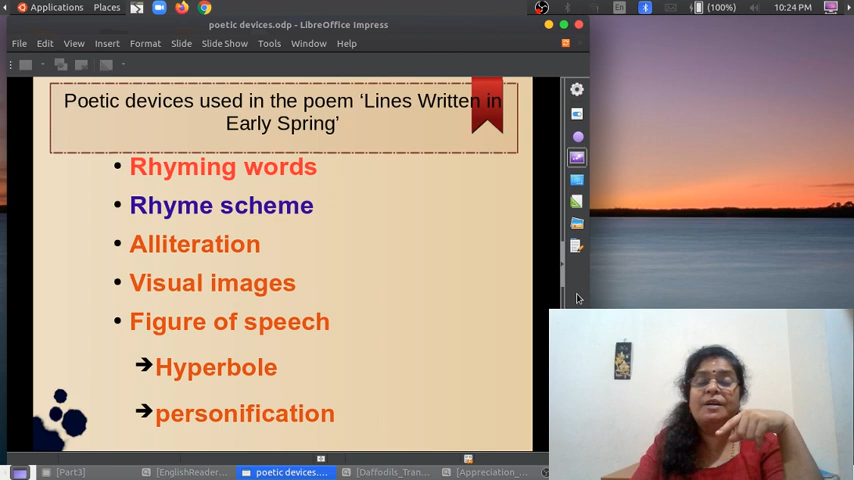 Applications Places En (100%) 10:24 PM
poetic devices.odp - LibreOffice Impress
File Edit View Insert Format Slide Slide Show Tools Window Help
Poetic devices used in the poem ‘Lines Written in
Early Spring’
• Rhyming words
• Rhyme scheme
• Alliteration
• Visual images
• Figure of speech
➔Hyperbole
➔personification
[Part3] [EnglishReader... poetic devices.... [Daffodils_Tran... [Appreciation_...